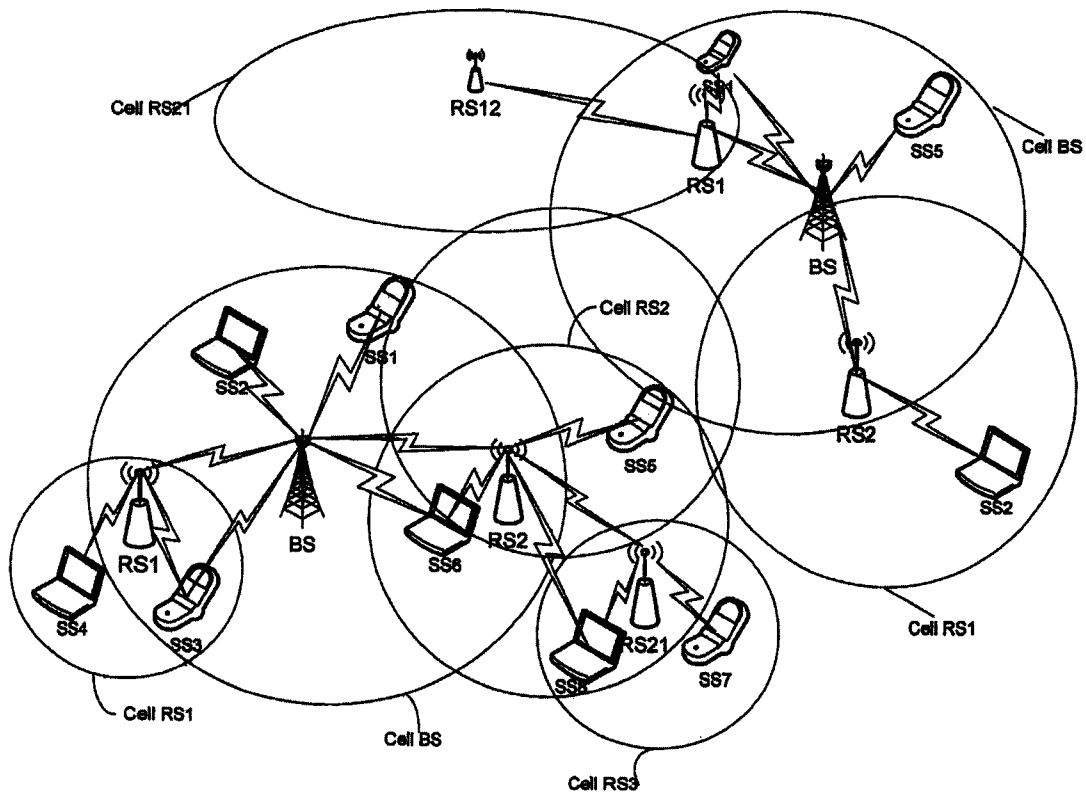 Cell RS21
RS12
RS1
SS5
Cell BS
BS
Cell RS2
SS1
SS2
RS2
SS5
SS2
RS2
SS6
BS
RS1
SS4
SS3
RS21
SS7
Cell RS1
Cell RS1
Cell BS
Cell RS3